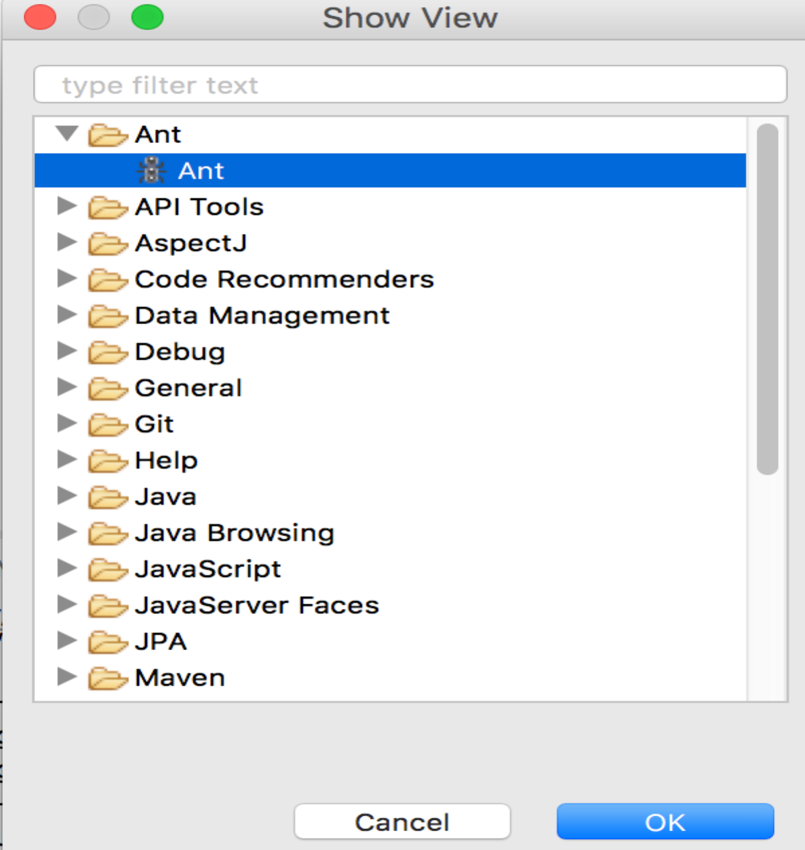 Show View
type filter text
Ant
Ant
API Tools
AspectJ
Code Recommenders
Data Management
Debug
General
Git
Help
Java
Java Browsing
JavaScript
JavaServer Faces
JPA
Maven
Cancel OK